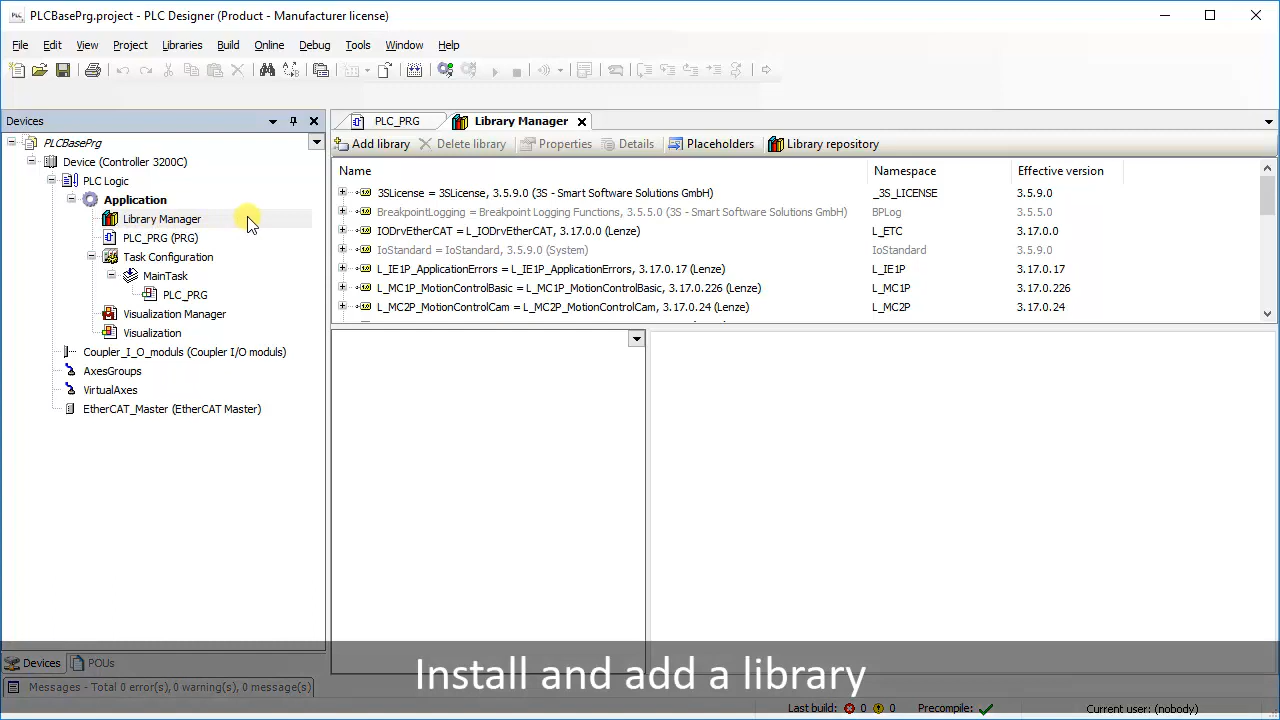 PLCBasePrg.project - PLC Designer (Product - Manufacturer license)
File Edit View Project Libraries Build Online Debug Tools Window Help
Devices
PLCBasePrg
Device (Controller 3200C)
PLC Logic
Application
Library Manager
PLC_PRG (PRG)
Task Configuration
MainTask
PLC_PRG
Visualization Manager
Visualization
Coupler_I_O_moduls (Coupler I/O moduls)
AxesGroups
VirtualAxes
EtherCAT_Master (EtherCAT Master)
Devices POUs
PLC_PRG Library Manager
Add library Delete library Properties Details Placeholders Library repository
Name Namespace Effective version
3SLicense = 3SLicense, 3.5.9.0 (3S - Smart Software Solutions GmbH) _3S_LICENSE 3.5.9.0
BreakpointLogging = Breakpoint Logging Functions, 3.5.5.0 (3S - Smart Software Solutions GmbH) BPLog 3.5.5.0
IODrvEtherCAT = L_IODrvEtherCAT, 3.17.0.0 (Lenze) L_ETC 3.17.0.0
IoStandard = IoStandard, 3.5.9.0 (System) IoStandard 3.5.9.0
L_IE1P_ApplicationErrors = L_IE1P_ApplicationErrors, 3.17.0.17 (Lenze) L_IE1P 3.17.0.17
L_MC1P_MotionControlBasic = L_MC1P_MotionControlBasic, 3.17.0.226 (Lenze) L_MC1P 3.17.0.226
L_MC2P_MotionControlCam = L_MC2P_MotionControlCam, 3.17.0.24 (Lenze) L_MC2P 3.17.0.24
Install and add a library
Messages - Total 0 error(s), 0 warning(s), 0 message(s)
Last build: 0 0 Precompile: Current user: (nobody)